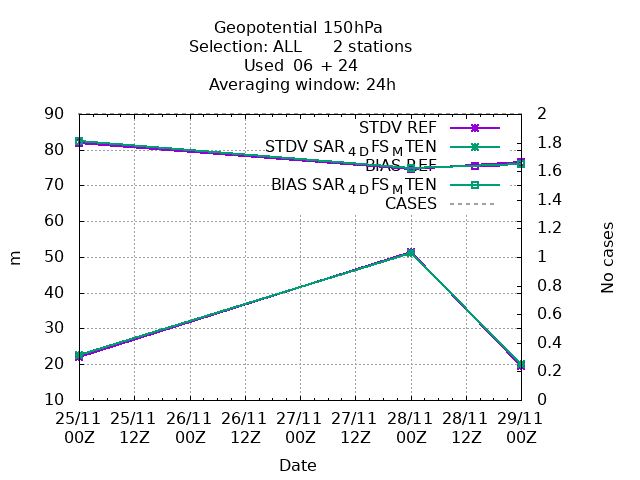 Geopotential 150hPa
Selection: ALL 2 stations
Used 06 + 24
Averaging window: 24h
90 2
80 1.8
70 1.6
60 1.4
50 1.2
40 1
30 0.8
20 0.6
10 0.4
0.2
0
m
No cases
STDV REF
STDV SAR4DFSMTEN
BIAS REF
BIAS SAR4DFSMTEN
CASES
25/11 25/11 26/11 26/11 27/11 27/11 28/11 28/11 29/11
00Z 12Z 00Z 12Z 00Z 12Z 00Z 12Z 00Z
Date